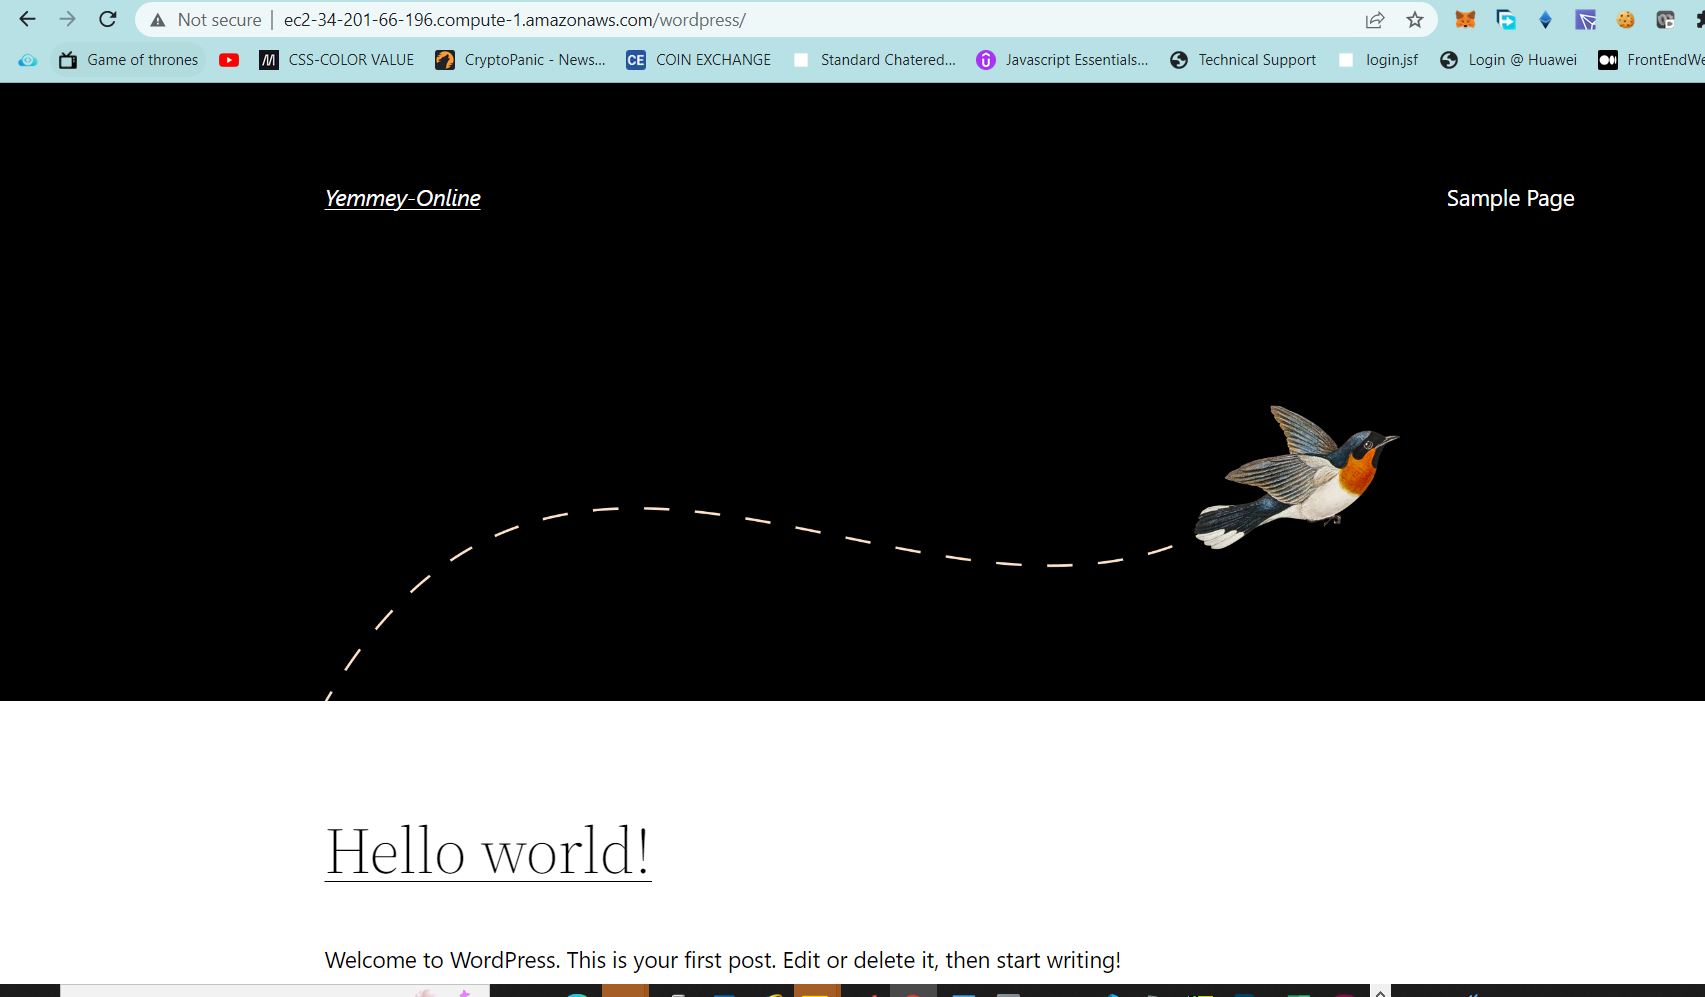 Not secure | ec2-34-201-66-196.compute-1.amazonaws.com/wordpress/
Game of thrones M CSS-COLOR VALUE CryptoPanic - News... CE COIN EXCHANGE Standard Chatered... Javascript Essentials... Technical Support login.jsf Login @ Huawei FrontEndWe
Yemmey-Online
Sample Page
Hello world!
Welcome to WordPress. This is your first post. Edit or delete it, then start writing!